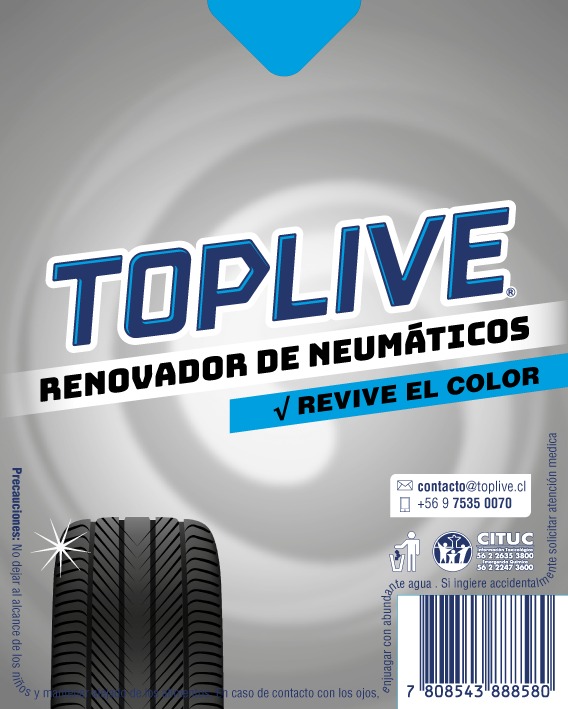 TOPLIVE®
RENOVADOR DE NEUMÁTICOS
√ REVIVE EL COLOR
contacto@toplive.cl
+56 9 7535 0070
CITUC
Información Toxicológica
56 2 2635 3800
Emergencia Química
56 2 2247 3600
Precauciones: No dejar al alcance de los niños y de los En caso de contacto con los ojos, enjuagar con abundante agua . Si ingiere accidentalmente solicitar atención medica
7 808543 888580